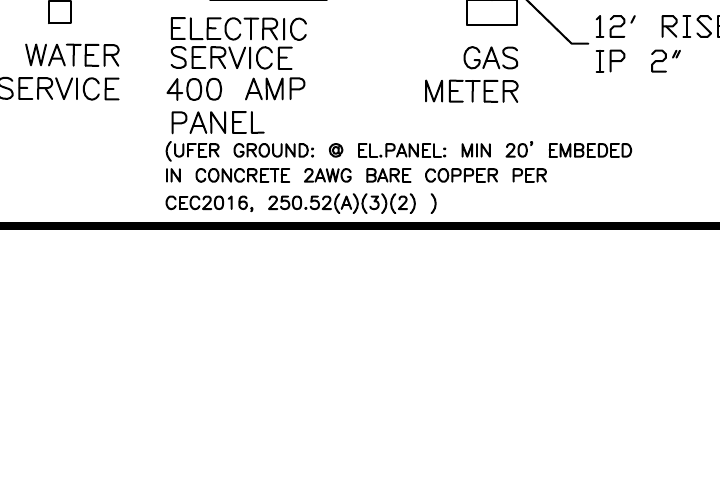 WATER
SERVICE
ELECTRIC
SERVICE
400 AMP
PANEL
(UFER GROUND: @ EL.PANEL: MIN 20' EMBEDED
IN CONCRETE 2AWG BARE COPPER PER
CEC2016, 250.52(A)(3)(2) )
GAS
METER
12'
IP 2"